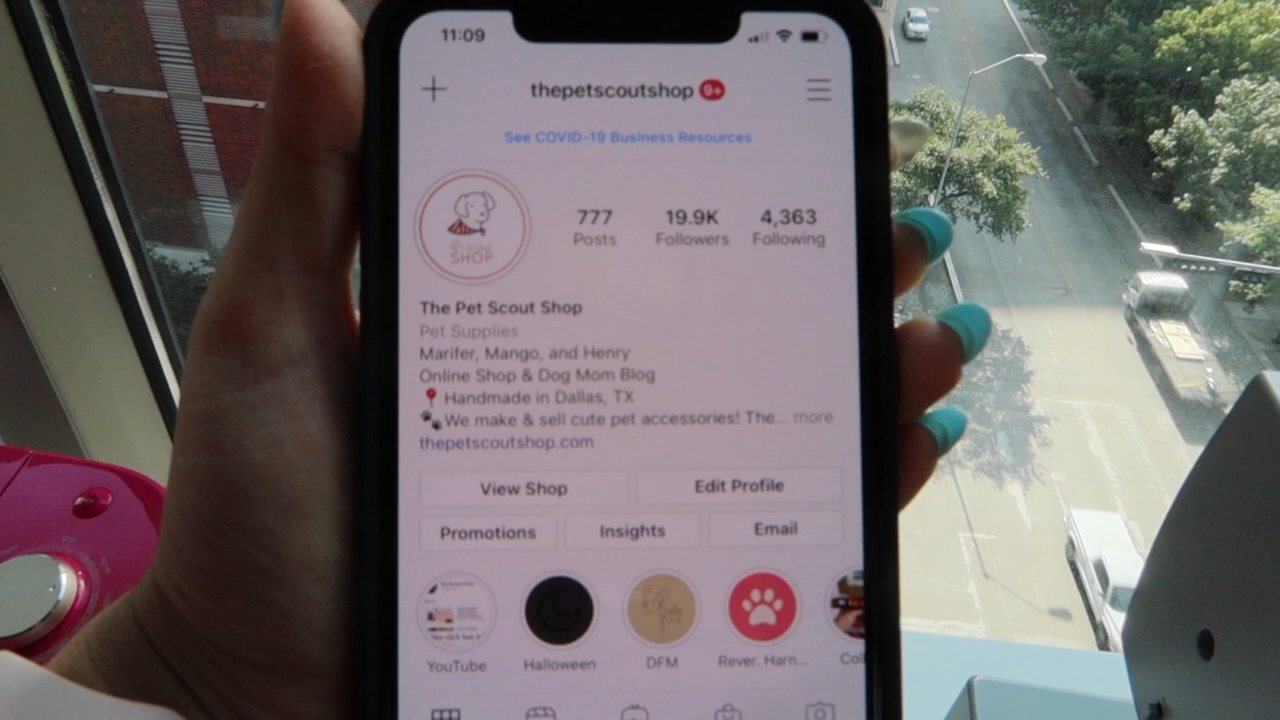 11:09
thepetscoutshop 9+
See COVID-19 Business Resources
777 19.9K 4,363
Posts Followers Following
SHOP
The Pet Scout Shop
Pet Supplies
Marifer, Mango, and Henry
Online Shop & Dog Mom Blog
📍 Handmade in Dallas, TX
🐾We make & sell cute pet accessories! The... more
thepetscoutshop.com
View Shop Edit Profile
Promotions Insights Email
YouTube Halloween DFM Rever. Harn... Col